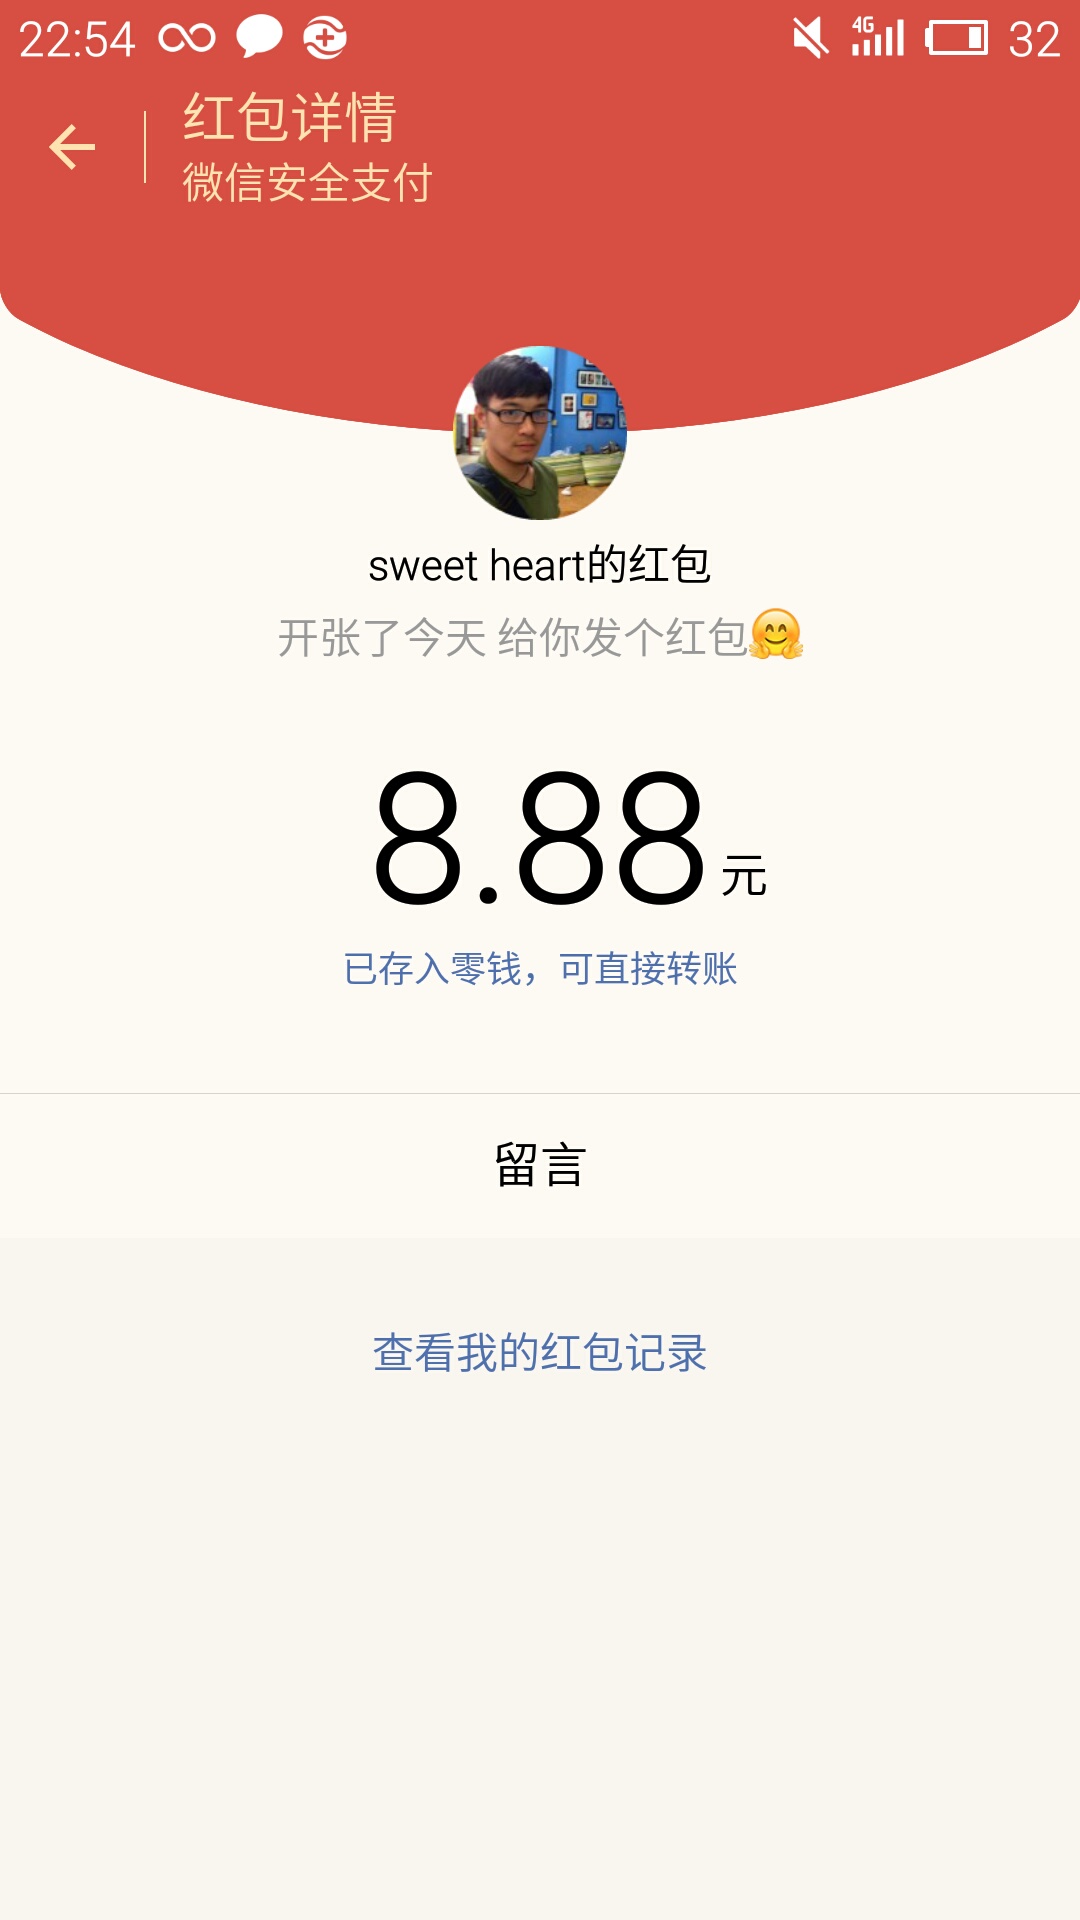 22:54 4G 32
红包详情
微信安全支付
sweet heart的红包
开张了今天 给你发个红包🤗
8.88 元
已存入零钱，可直接转账
留言
查看我的红包记录